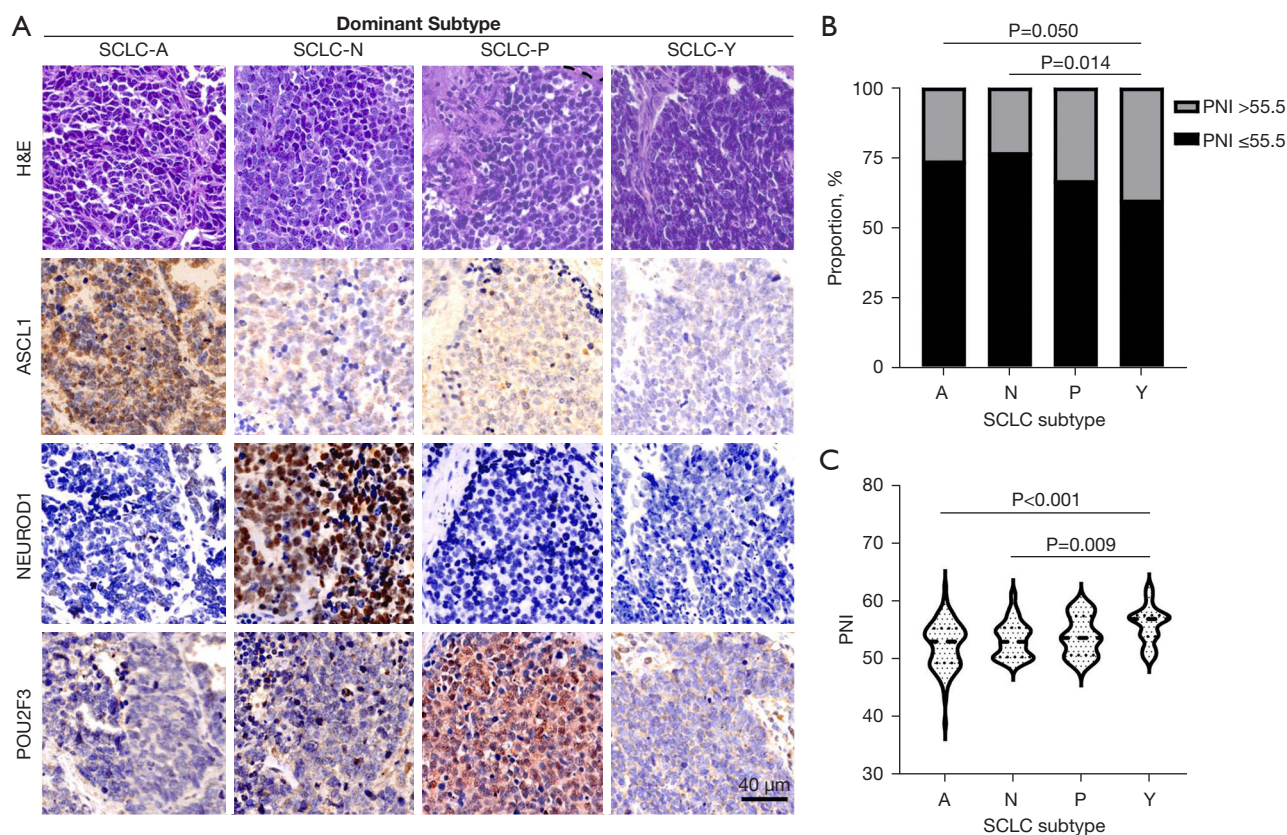 A
Dominant Subtype
SCLC-A SCLC-N SCLC-P SCLC-Y
H&E
ASCL1
NEUROD1
POU2F3
40 µm
B
P=0.050
P=0.014
100
75
50
25
0
Proportion, %
PNI >55.5
PNI ≤55.5
A N P Y
SCLC subtype
C
P<0.001
P=0.009
80
70
60
50
40
30
PNI
A N P Y
SCLC subtype